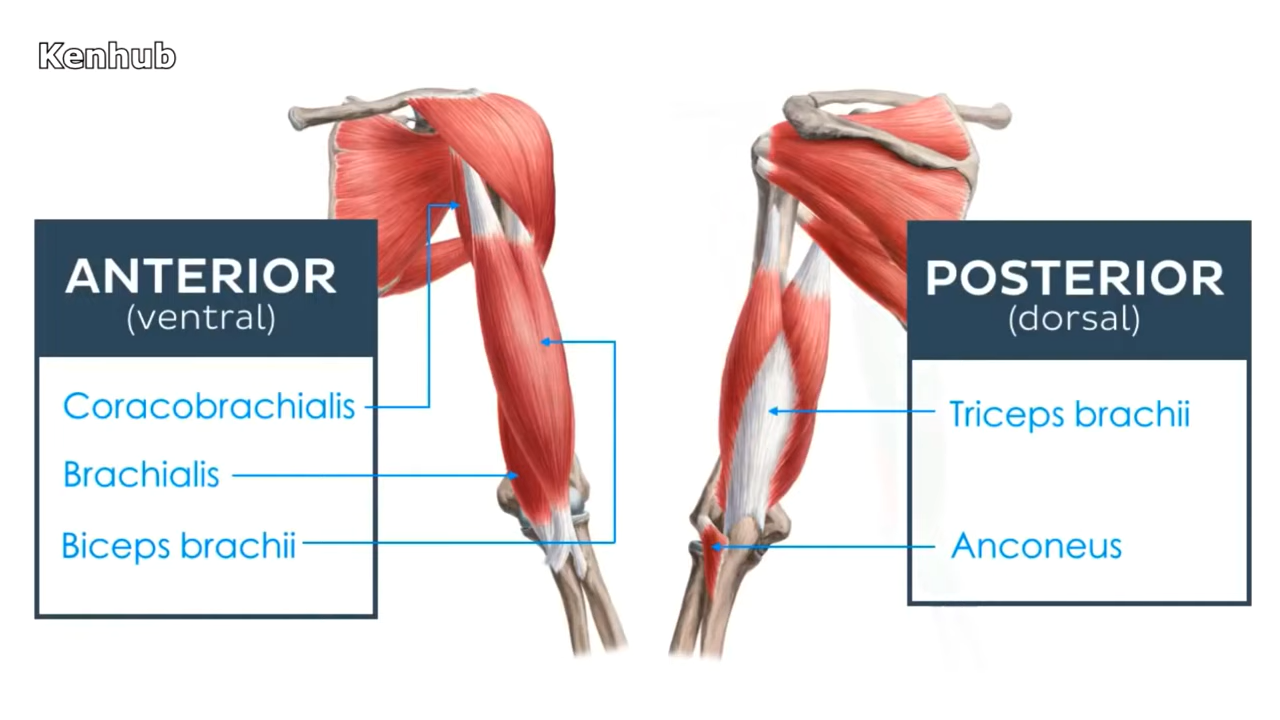 Kenhub
ANTERIOR
(ventral)
Coracobrachialis
Brachialis
Biceps brachii
POSTERIOR
(dorsal)
Triceps brachii
Anconeus